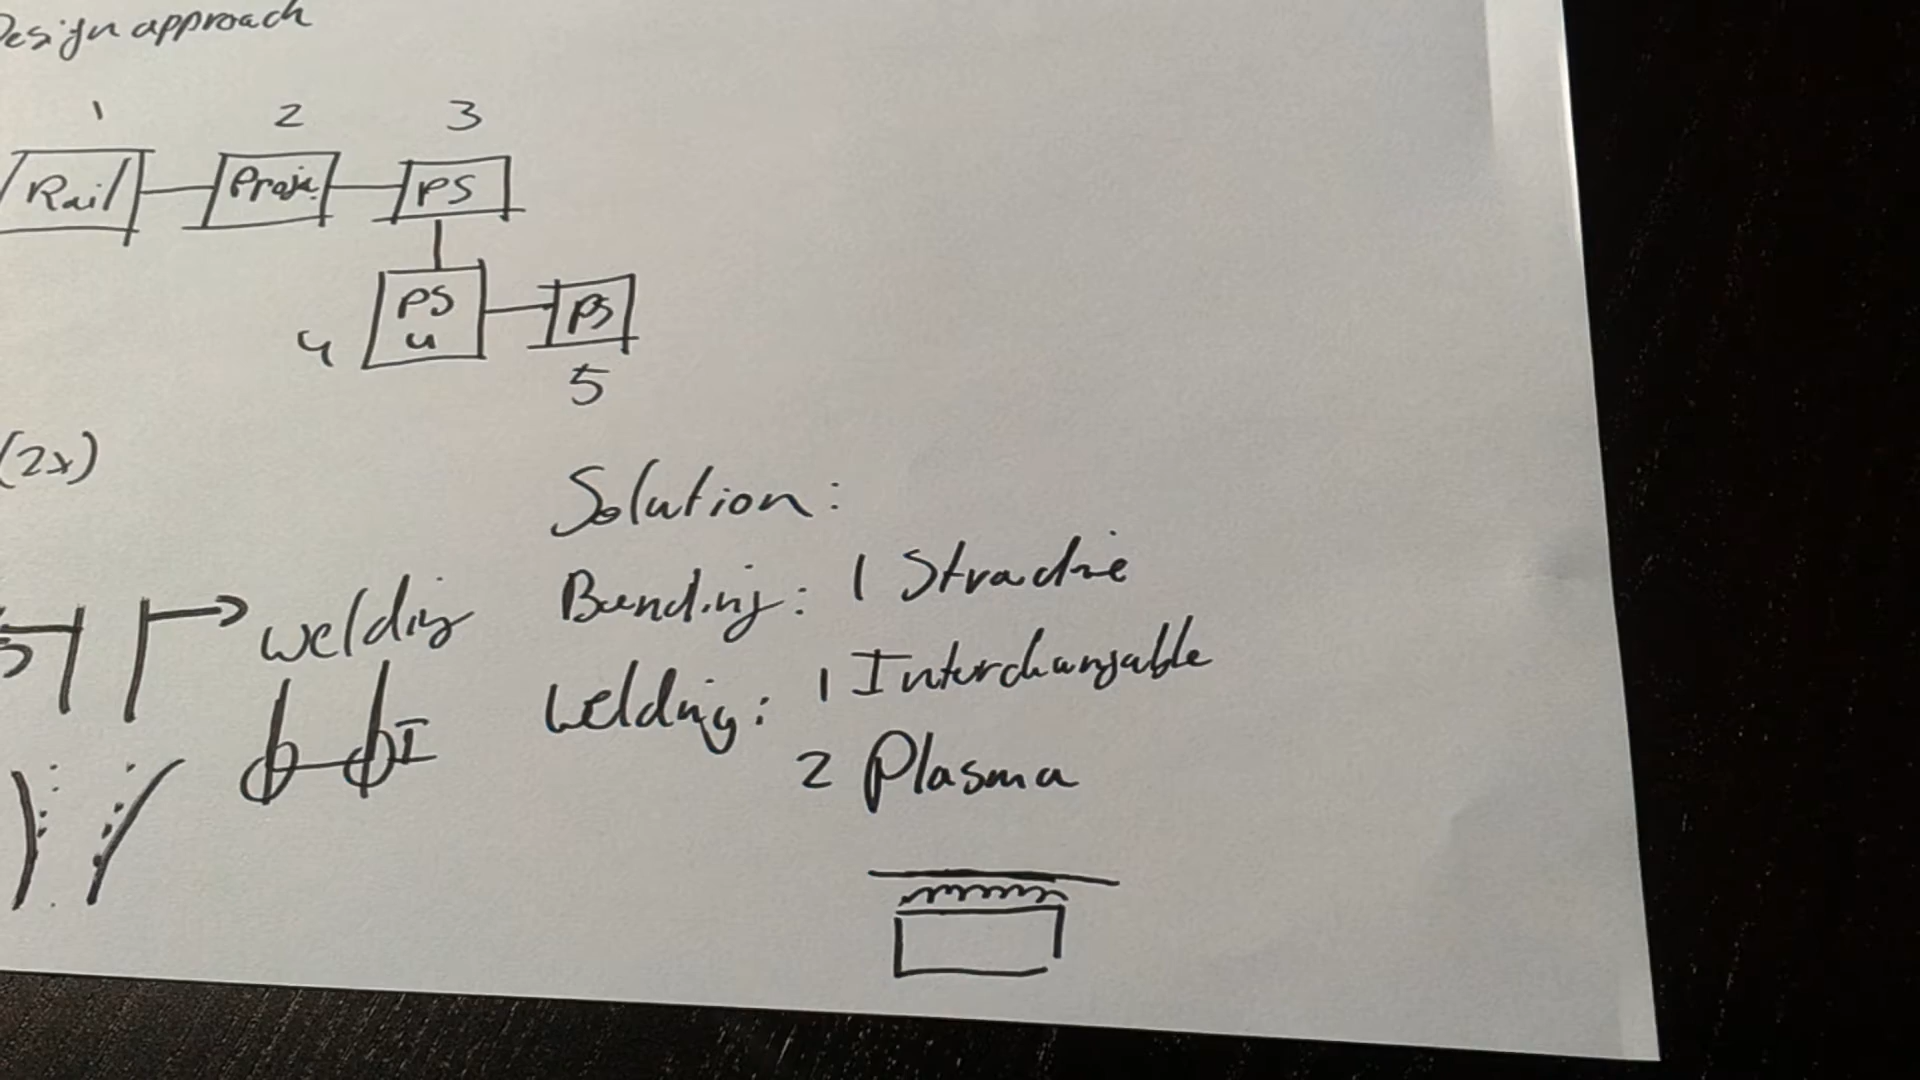 Design approach
1 2 3
Rail Proje. PS
PS
u PS
4
5
(2x)
Solution:
Bending: 1 Structure
welding
Welding: 1 Interchangable
I
2 Plasma